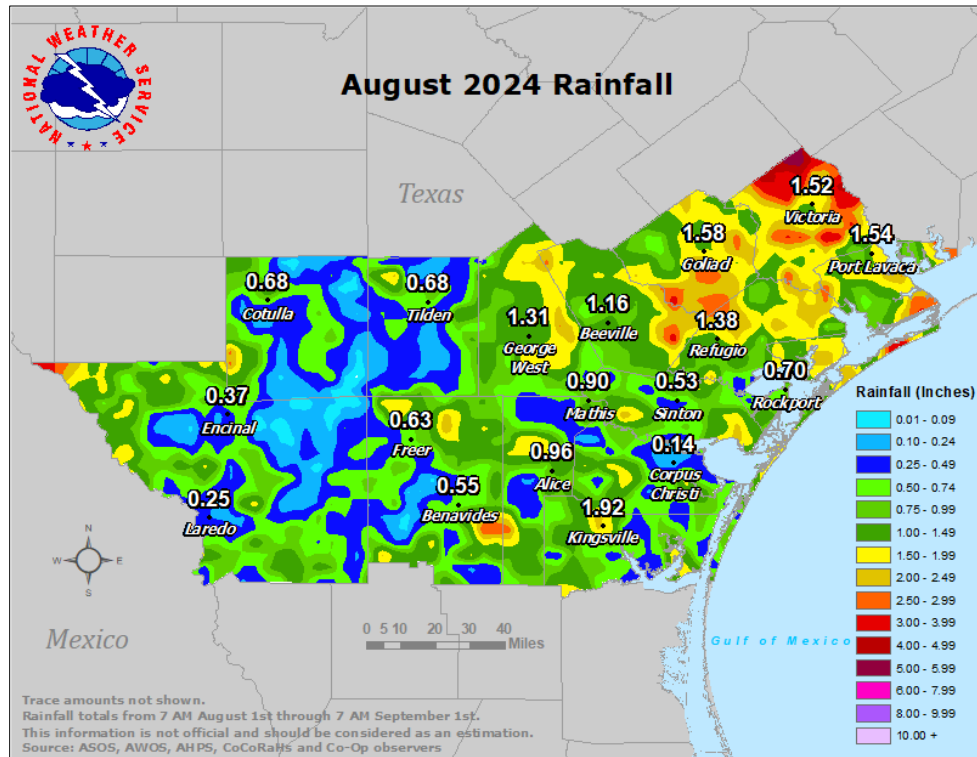 NATIONAL WEATHER SERVICE
August 2024 Rainfall
Texas
1.52
Victoria
1.58
Goliad
1.54
Port Lavaca
0.68
Cotulla
0.68
Tilden
1.31
George
West
1.16
Beeville
1.38
Refugio
0.37
Encinal
0.90
Mathis
0.53
Sinton
0.70
Rockport
0.63
Freer
0.96
Alice
0.14
Corpus
Christi
0.25
Laredo
0.55
Benavides
1.92
Kingsville
Rainfall (Inches)
0.01 - 0.09
0.10 - 0.24
0.25 - 0.49
0.50 - 0.74
0.75 - 0.99
1.00 - 1.49
1.50 - 1.99
2.00 - 2.49
2.50 - 2.99
3.00 - 3.99
4.00 - 4.99
5.00 - 5.99
6.00 - 7.99
8.00 - 9.99
10.00 +
N
W E
S
Mexico
0 5 10 20 30 40
Miles
Gulf of Mexico
Trace amounts not shown.
Rainfall totals from 7 AM August 1st through 7 AM September 1st.
This information is not official and should be considered as an estimation.
Source: ASOS, AWOS, AHPS, CoCoRaHs and Co-Op observers